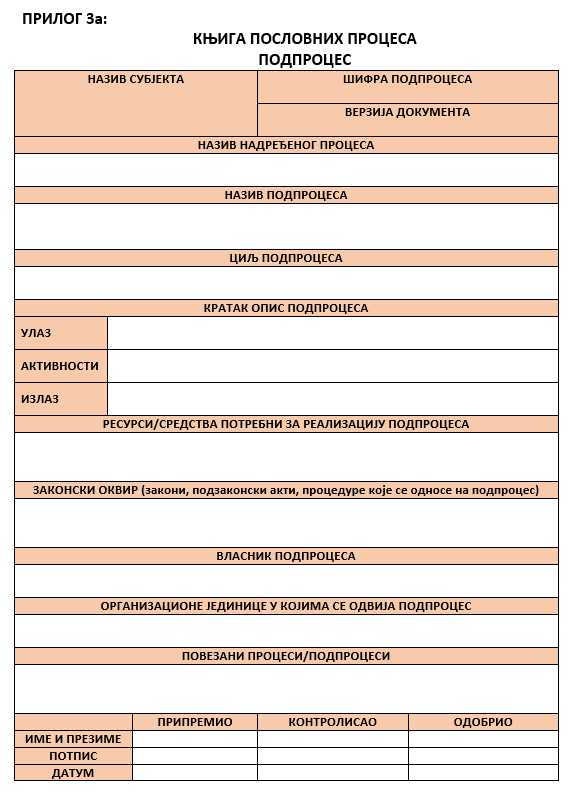 ПРИЛОГ 3а:
КЊИГА ПОСЛОВНИХ ПРОЦЕСА
ПОДПРОЦЕС
НАЗИВ СУБЈЕКТА
ШИФРА ПОДПРОЦЕСА
ВЕРЗИЈА ДОКУМЕНТА
НАЗИВ НАДРЕЂЕНОГ ПРОЦЕСА
НАЗИВ ПОДПРОЦЕСА
ЦИЉ ПОДПРОЦЕСА
КРАТАК ОПИС ПОДПРОЦЕСА
УЛАЗ
АКТИВНОСТИ
ИЗЛАЗ
РЕСУРСИ/СРЕДСТВА ПОТРЕБНИ ЗА РЕАЛИЗАЦИЈУ ПОДПРОЦЕСА
ЗАКОНСКИ ОКВИР (закони, подзаконски акти, процедуре које се односе на подпроцес)
ВЛАСНИК ПОДПРОЦЕСА
ОРГАНИЗАЦИОНЕ ЈЕДИНИЦЕ У КОЈИМА СЕ ОДВИЈА ПОДПРОЦЕС
ПОВЕЗАНИ ПРОЦЕСИ/ПОДПРОЦЕСИ
ПРИПРЕМИО КОНТРОЛИСАО ОДОБРИО
ИМЕ И ПРЕЗИМЕ
ПОТПИС
ДАТУМ